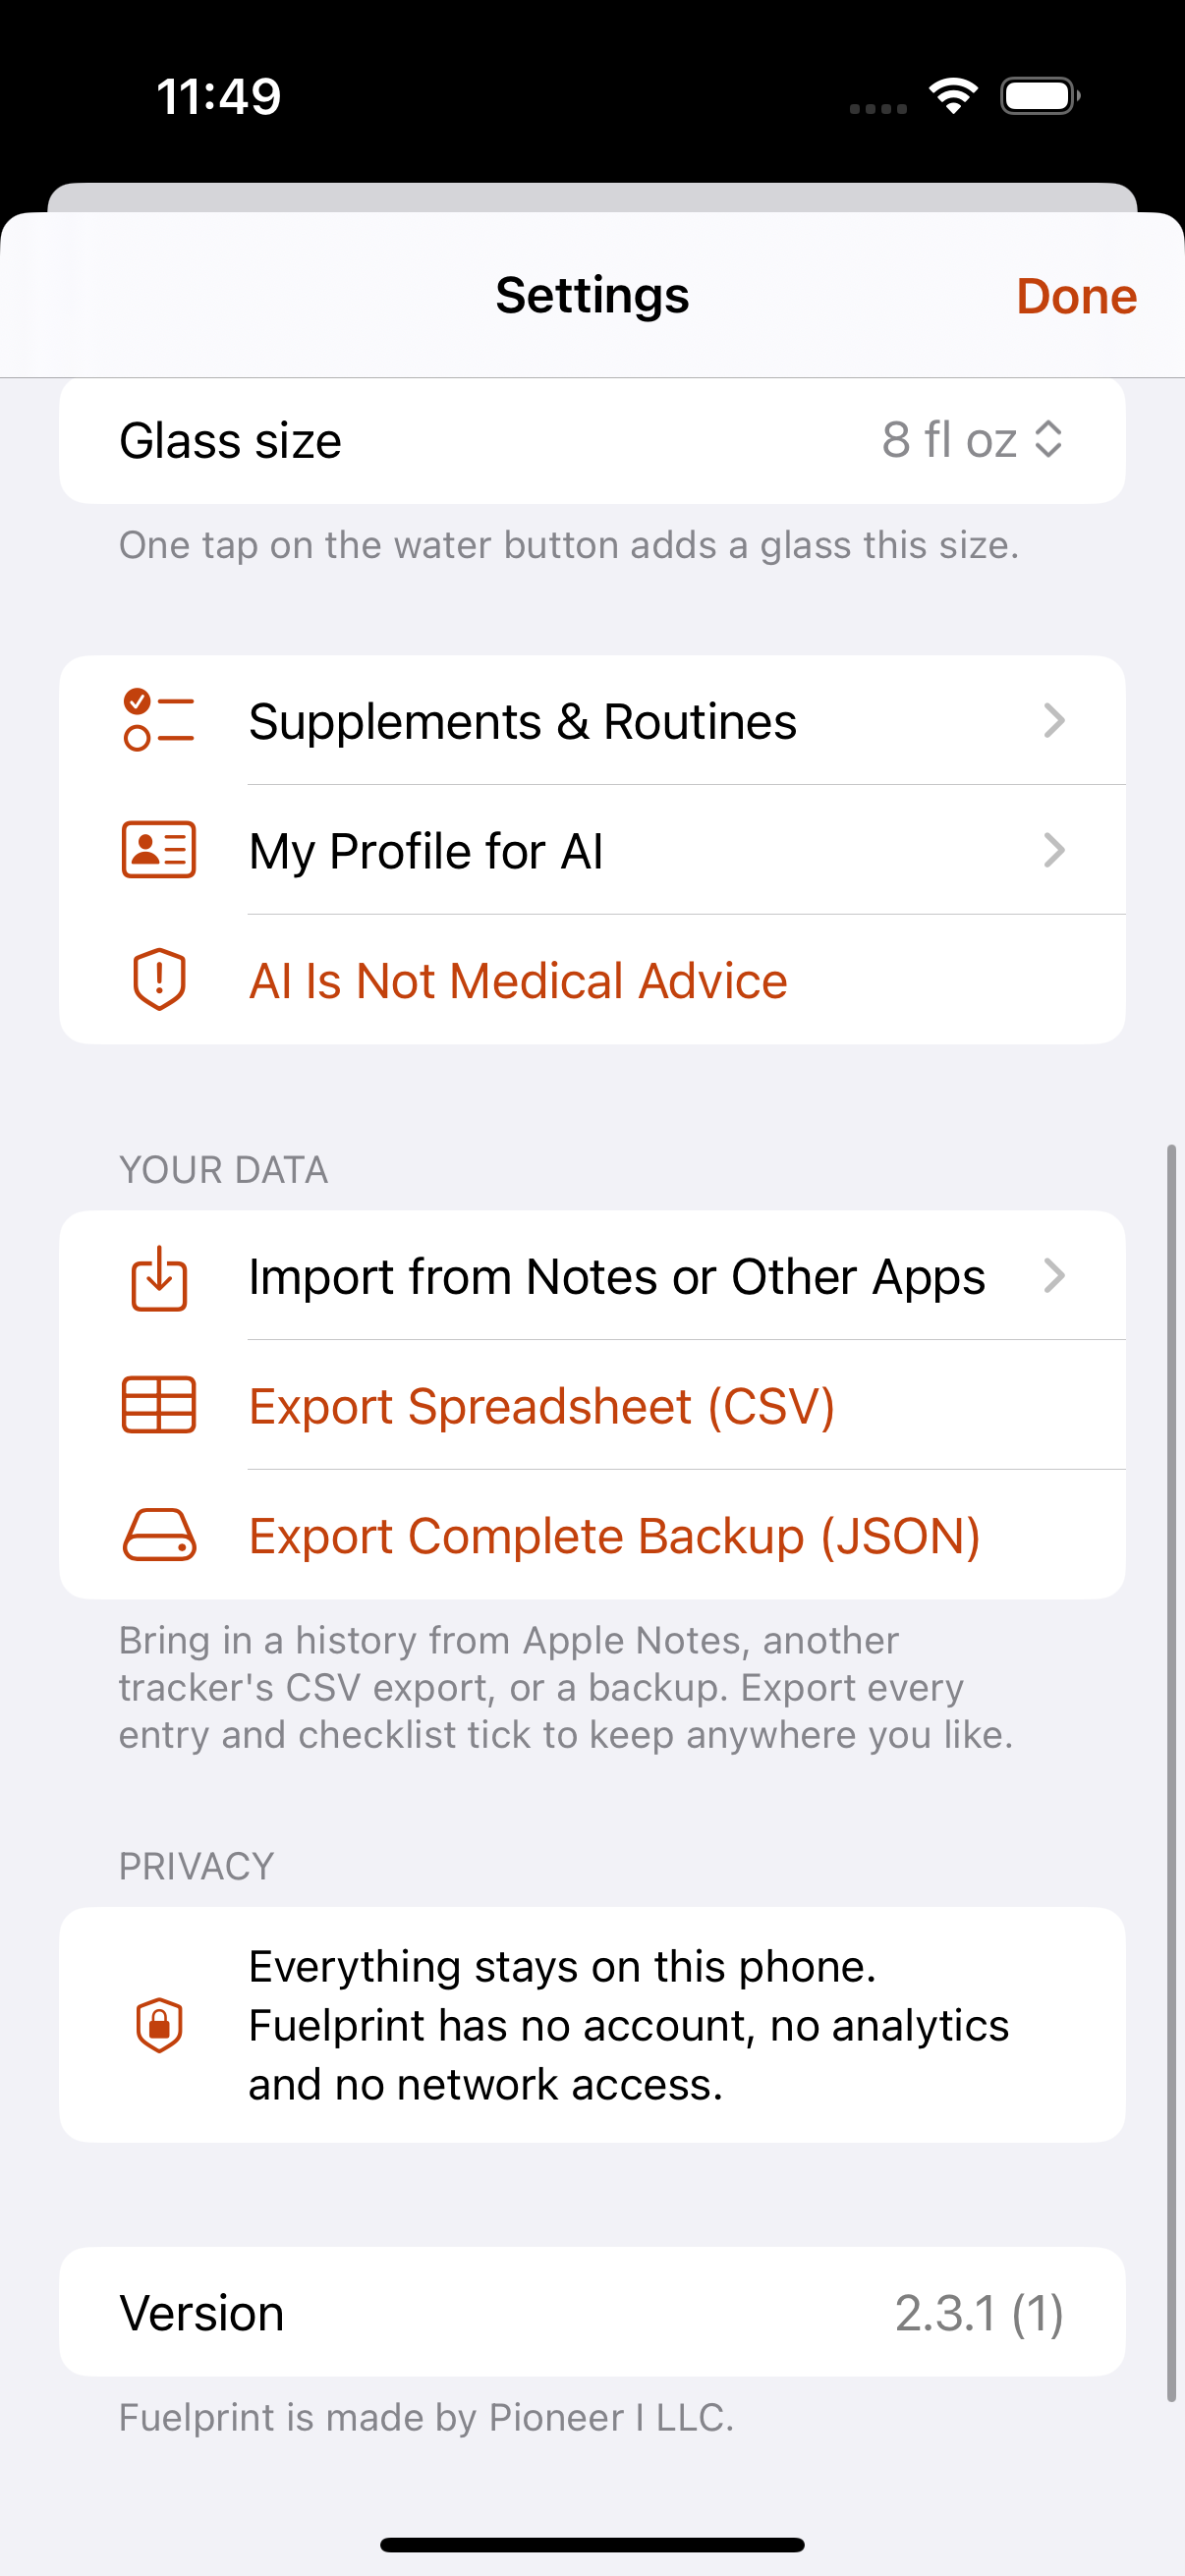 11:49
Settings
Done
Glass size
8 fl oz
One tap on the water button adds a glass this size.
Supplements & Routines
My Profile for AI
AI Is Not Medical Advice
YOUR DATA
Import from Notes or Other Apps
Export Spreadsheet (CSV)
Export Complete Backup (JSON)
Bring in a history from Apple Notes, another
tracker's CSV export, or a backup. Export every
entry and checklist tick to keep anywhere you like.
PRIVACY
Everything stays on this phone.
Fuelprint has no account, no analytics
and no network access.
Version
2.3.1 (1)
Fuelprint is made by Pioneer I LLC.